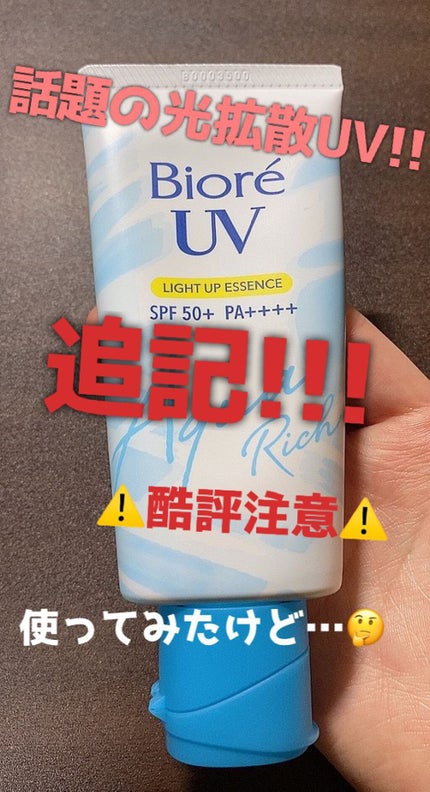 B0003500
話題の光拡散UV!!
Bioré
UV
LIGHT UP ESSENCE
SPF 50+ PA++++
追記!!!
Aqua
Rich
⚠️酷評注意⚠️
使ってみたけど…🤔